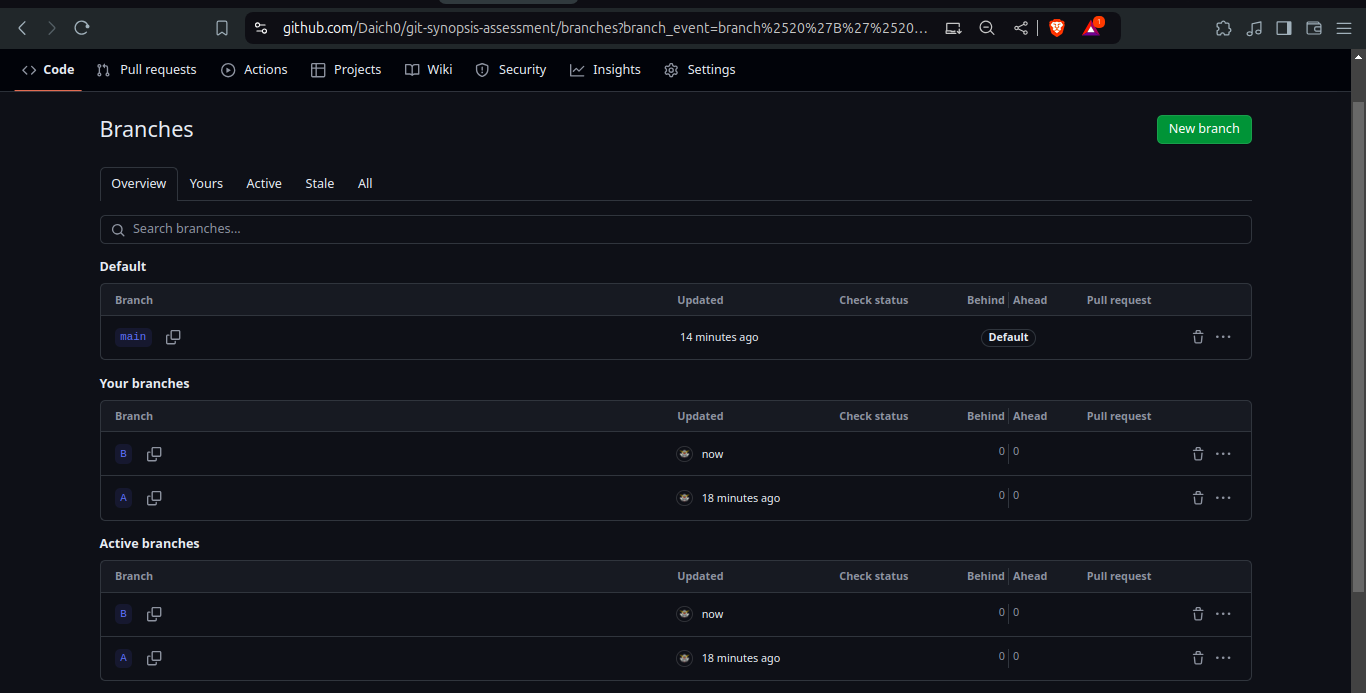 github.com/Daich0/git-synopsis-assessment/branches?branch_event=branch%2520%27B%27%2520...
1
Code Pull requests Actions Projects Wiki Security Insights Settings
Branches
New branch
Overview Yours Active Stale All
Search branches...
Default
Branch Updated Check status Behind Ahead Pull request
main 14 minutes ago Default
Your branches
Branch Updated Check status Behind Ahead Pull request
B now 0 0
A 18 minutes ago 0 0
Active branches
Branch Updated Check status Behind Ahead Pull request
B now 0 0
A 18 minutes ago 0 0